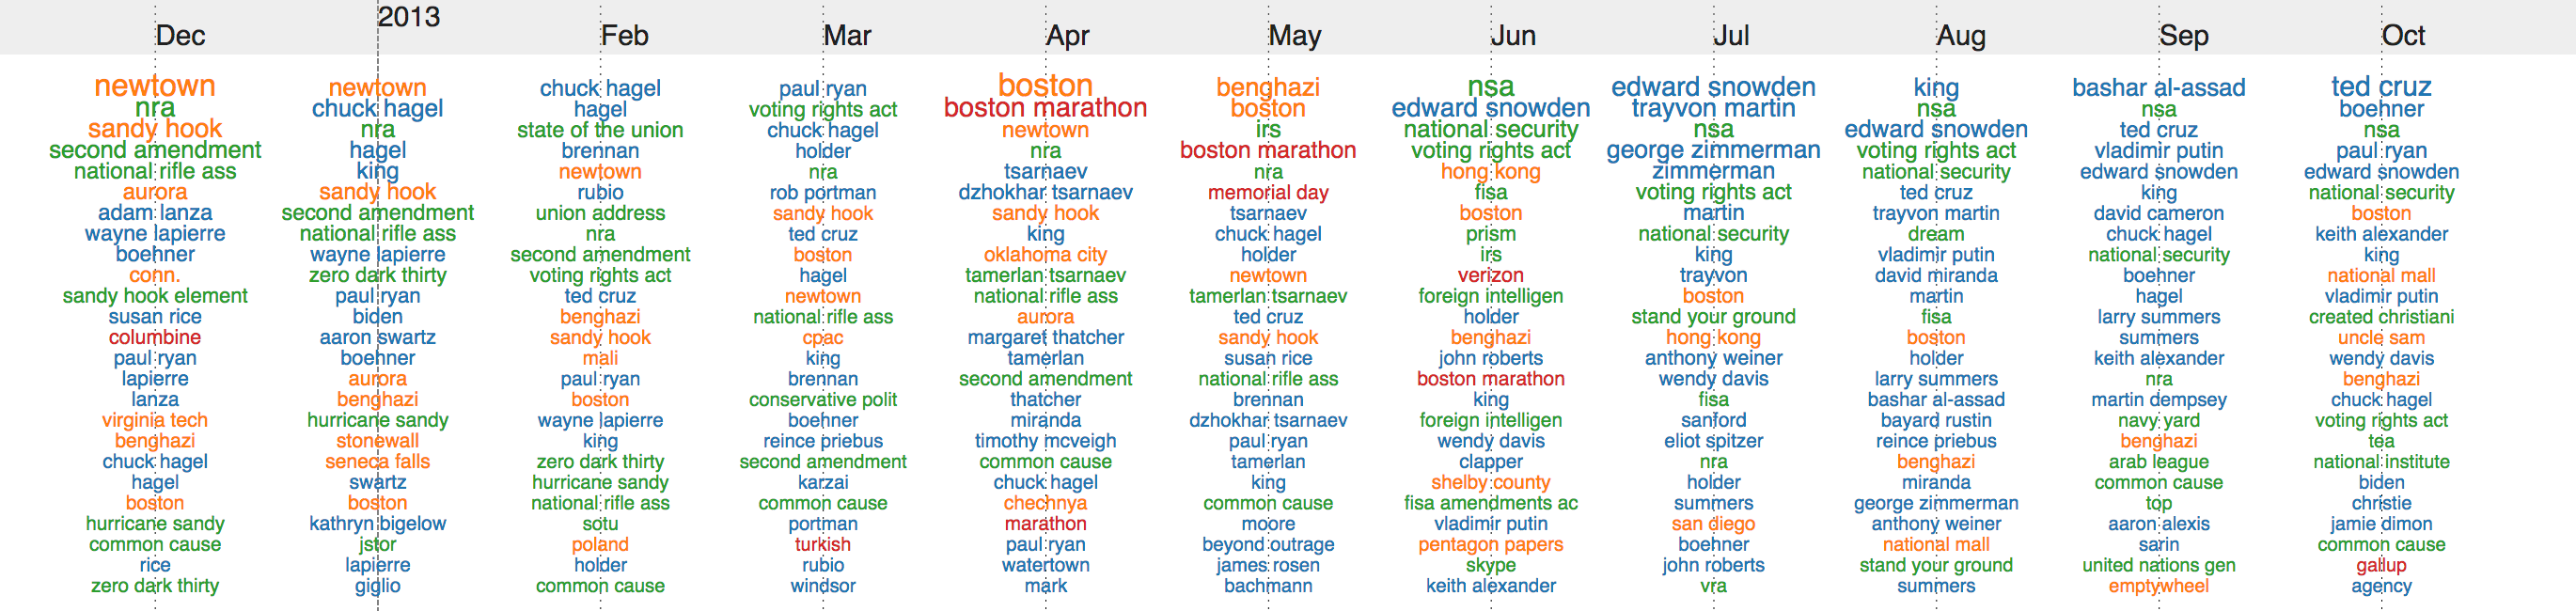 2013
Dec
Feb
Mar
Apr
May
Jun
Jul
Aug
Sep
Oct
newtown
nra
sandy hook
second amendment
national rifle ass
aurora
adam lanza
wayne lapierre
boehner
conn.
sandy hook element
susan rice
columbine
paul ryan
lapierre
lanza
virginia tech
benghazi
chuck hagel
hagel
boston
hurricane sandy
common cause
rice
zero dark thirty
newtown
chuck hagel
nra
hagel
king
sandy hook
second amendment
national rifle ass
wayne lapierre
zero dark thirty
paul ryan
biden
aaron swartz
boehner
aurora
benghazi
hurricane sandy
stonewall
seneca falls
swartz
boston
kathryn bigelow
jstor
lapierre
giglio
chuck hagel
hagel
state of the union
brennan
newtown
rubio
union address
nra
second amendment
voting rights act
ted cruz
benghazi
sandy hook
mali
paul ryan
boston
wayne lapierre
king
zero dark thirty
hurricane sandy
national rifle ass
sotu
poland
holder
common cause
paul ryan
voting rights act
chuck hagel
holder
nra
rob portman
sandy hook
ted cruz
boston
hagel
newtown
national rifle ass
cpac
king
brennan
conservative polit
boehner
reince priebus
second amendment
karzai
common cause
portman
turkish
rubio
windsor
boston
boston marathon
newtown
nra
tsarnaev
dzhokhar tsarnaev
sandy hook
king
oklahoma city
tamerlan tsarnaev
national rifle ass
aurora
margaret thatcher
tamerlan
second amendment
thatcher
miranda
timothy mcveigh
common cause
chuck hagel
chechnya
marathon
paul ryan
watertown
mark
benghazi
boston
irs
boston marathon
nra
memorial day
tsarnaev
chuck hagel
holder
newtown
tamerlan tsarnaev
ted cruz
sandy hook
susan rice
national rifle ass
brennan
dzhokhar tsarnaev
paul ryan
tamerlan
king
common cause
moore
beyond outrage
james rosen
bachmann
nsa
edward snowden
national security
voting rights act
hong kong
fisa
boston
prism
irs
verizon
foreign intelligen
holder
benghazi
john roberts
boston marathon
king
foreign intelligen
wendy davis
clapper
shelby county
fisa amendments ac
vladimir putin
pentagon papers
skype
keith alexander
edward snowden
trayvon martin
nsa
george zimmerman
zimmerman
voting rights act
martin
national security
king
trayvon
boston
stand your ground
hong kong
anthony weiner
wendy davis
fisa
sanford
eliot spitzer
nra
holder
summers
san diego
boehner
john roberts
vra
king
nsa
edward snowden
voting rights act
national security
ted cruz
trayvon martin
dream
vladimir putin
david miranda
martin
fisa
boston
holder
larry summers
bashar al-assad
bayard rustin
reince priebus
benghazi
miranda
george zimmerman
anthony weiner
national mall
stand your ground
summers
bashar al-assad
nsa
ted cruz
vladimir putin
edward snowden
king
david cameron
chuck hagel
national security
boehner
hagel
larry summers
summers
keith alexander
nra
martin dempsey
navy yard
benghazi
arab league
common cause
top
aaron alexis
sarin
united nations gen
emptywheel
ted cruz
boehner
nsa
paul ryan
edward snowden
national security
boston
keith alexander
king
national mall
vladimir putin
created christiani
uncle sam
wendy davis
benghazi
chuck hagel
voting rights act
tea
national institute
biden
christie
jamie dimon
common cause
gallup
agency